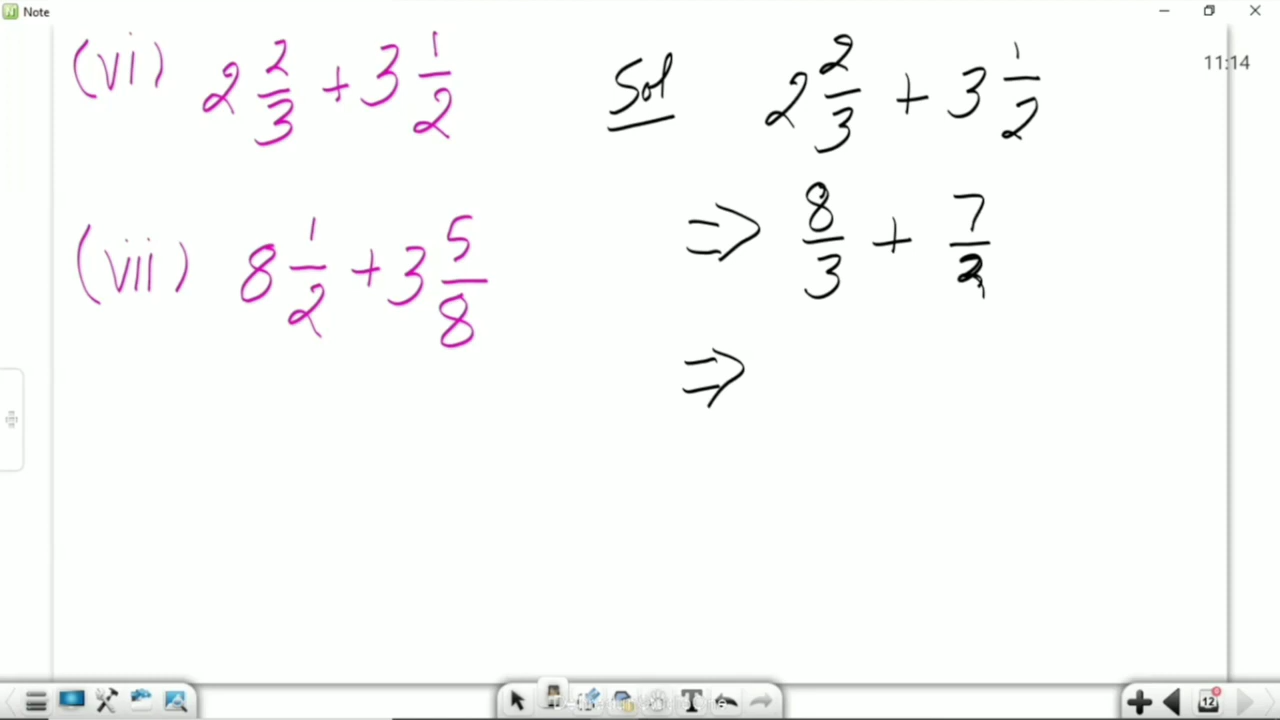 Note
11:14
(vi) 2 2/3 + 3 1/2
Sol 2 2/3 + 3 1/2
⇒ 8/3 + 7/2
(vii) 8 1/2 + 3 5/8
⇒
T
12